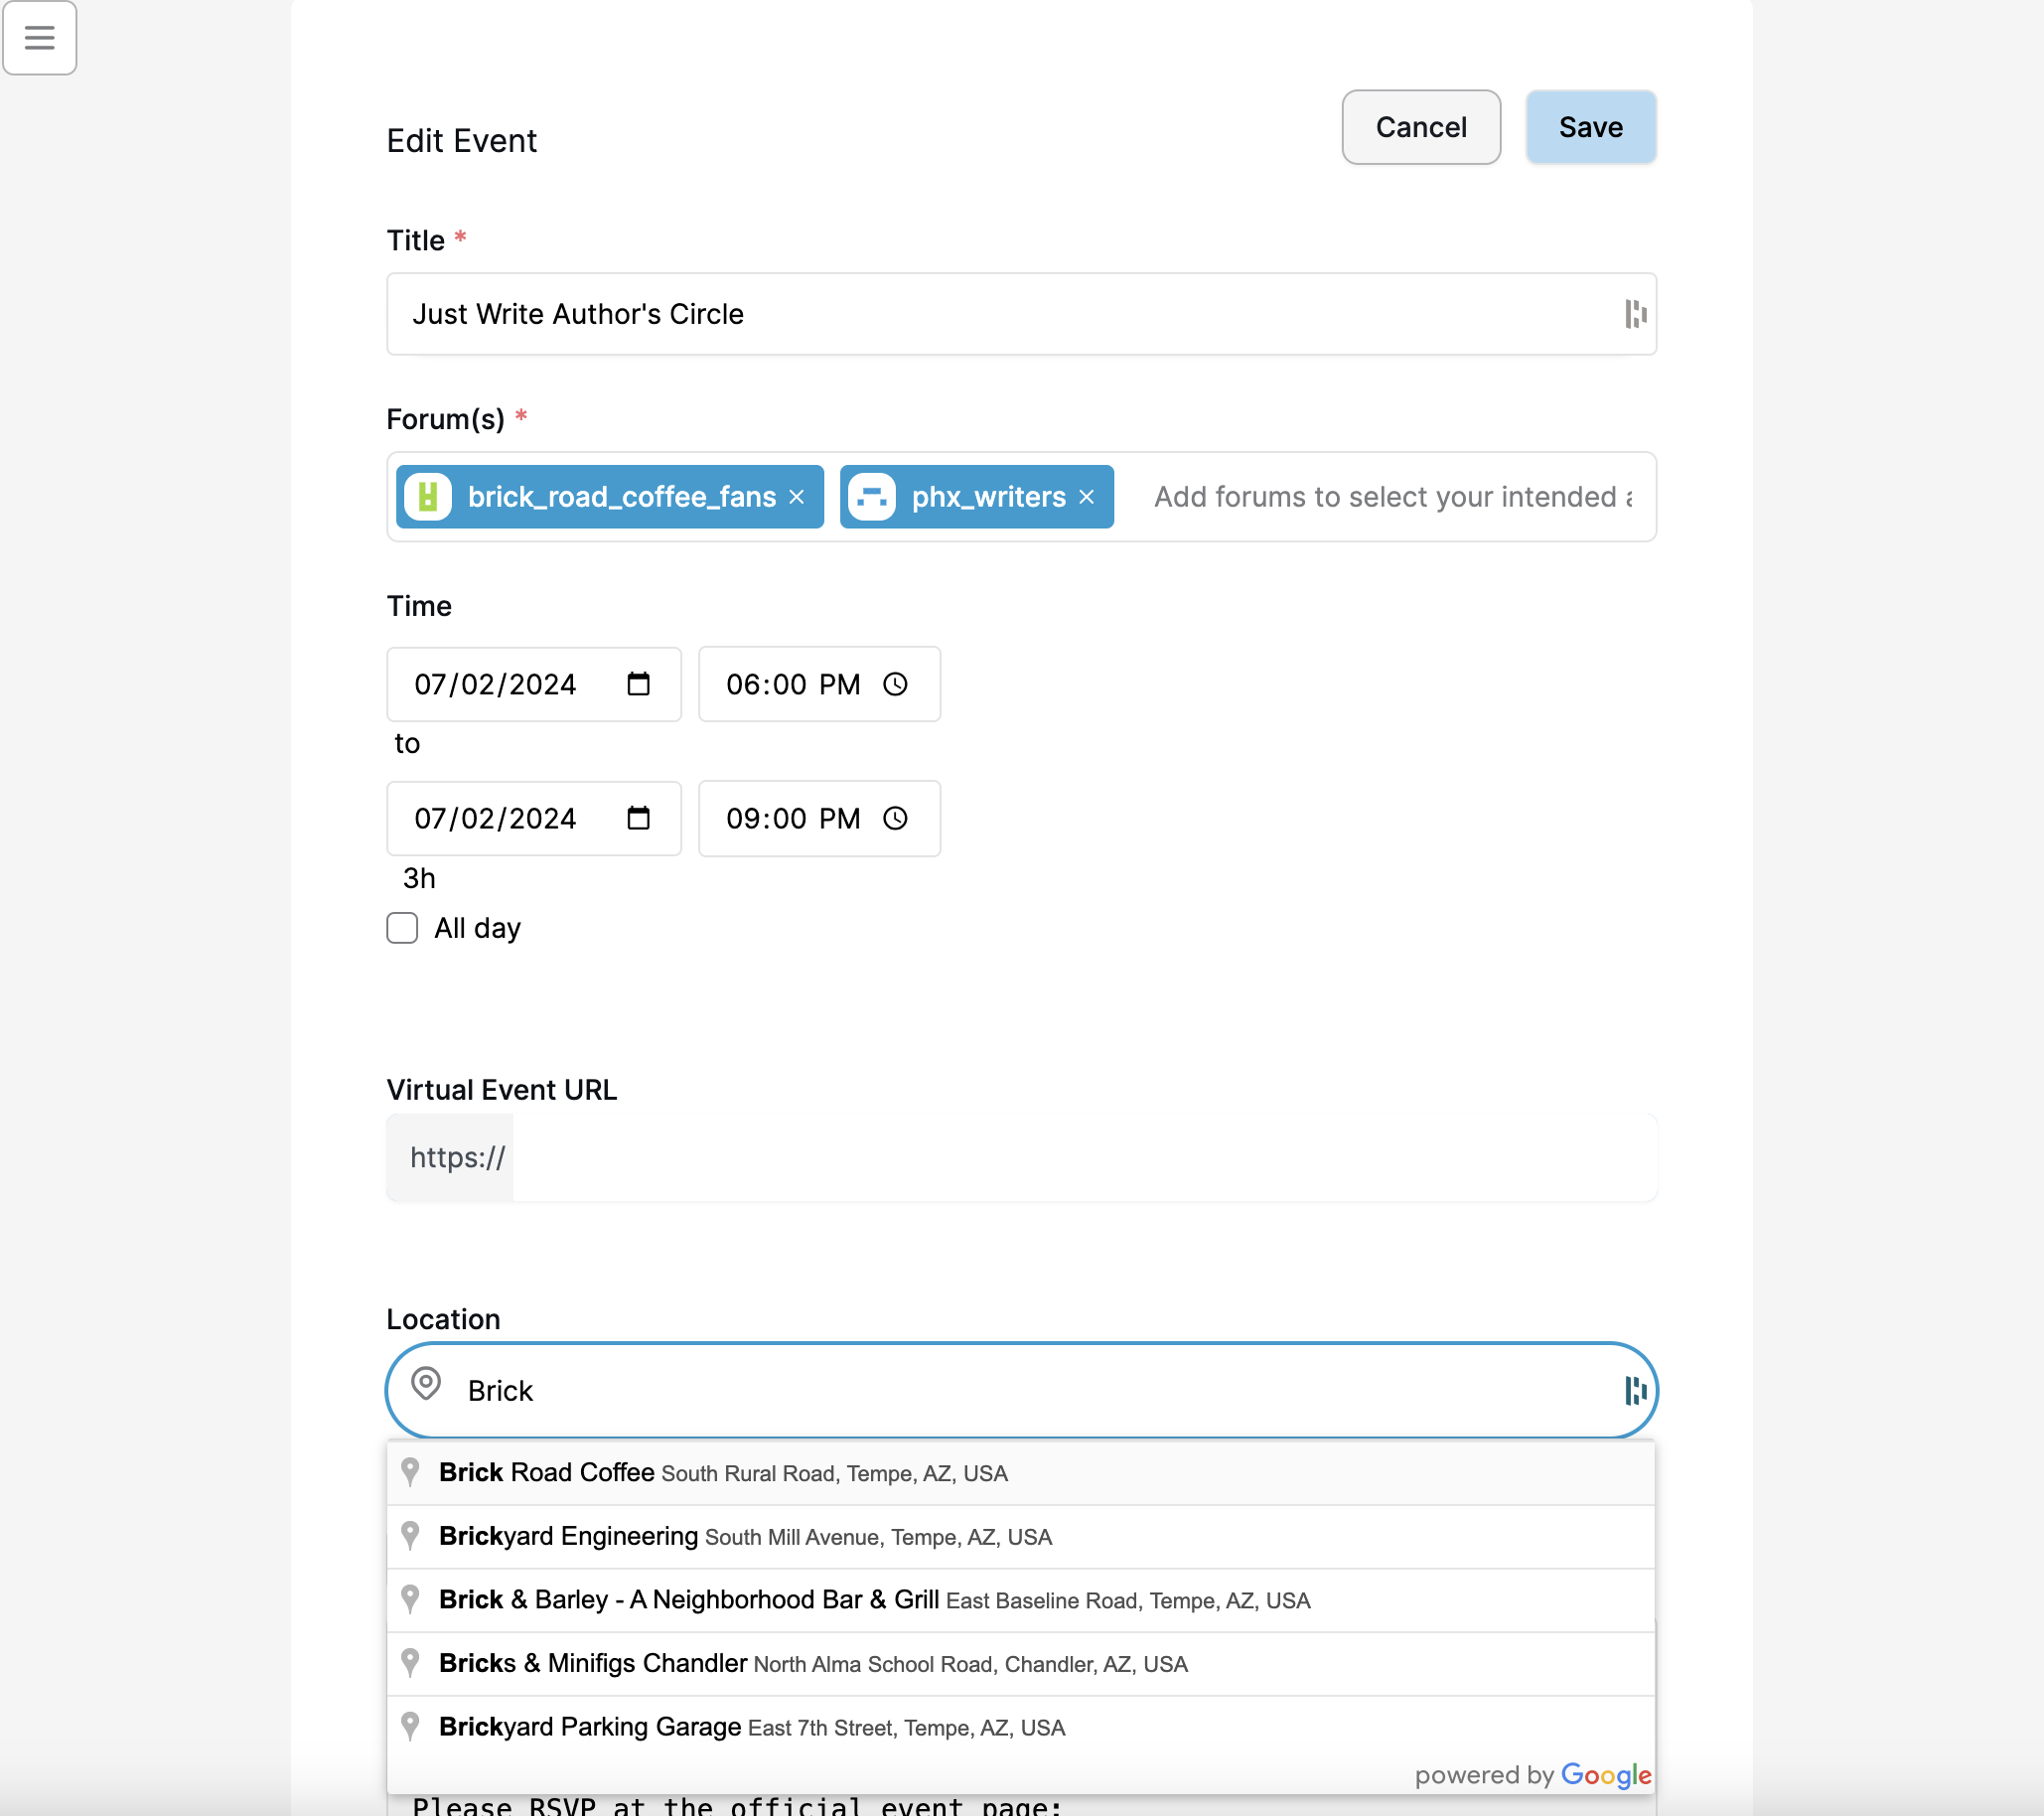 Edit Event
Cancel
Save
Title *
Just Write Author's Circle
Forum(s) *
brick_road_coffee_fans × phx_writers × Add forums to select your intended
Time
07/02/2024 06:00 PM
to
07/02/2024 09:00 PM
3h
All day
Virtual Event URL
https://
Location
Brick
Brick Road Coffee South Rural Road, Tempe, AZ, USA
Brickyard Engineering South Mill Avenue, Tempe, AZ, USA
Brick & Barley - A Neighborhood Bar & Grill East Baseline Road, Tempe, AZ, USA
Bricks & Minifigs Chandler North Alma School Road, Chandler, AZ, USA
Brickyard Parking Garage East 7th Street, Tempe, AZ, USA
powered by Google
Please RSVP at the official event page: